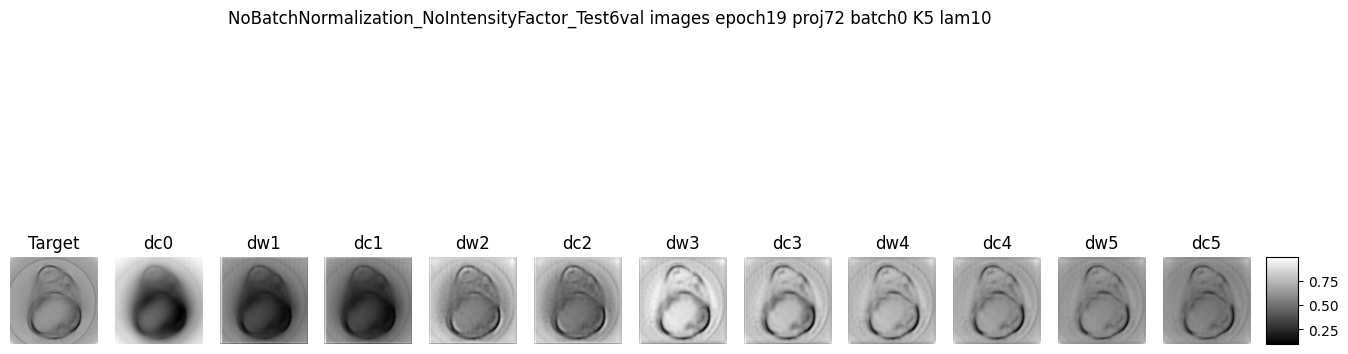 NoBatchNormalization_NoIntensityFactor_Test6val images epoch19 proj72 batch0 K5 lam10
Target dc0 dw1 dc1 dw2 dc2 dw3 dc3 dw4 dc4 dw5 dc5
0.75
0.50
0.25